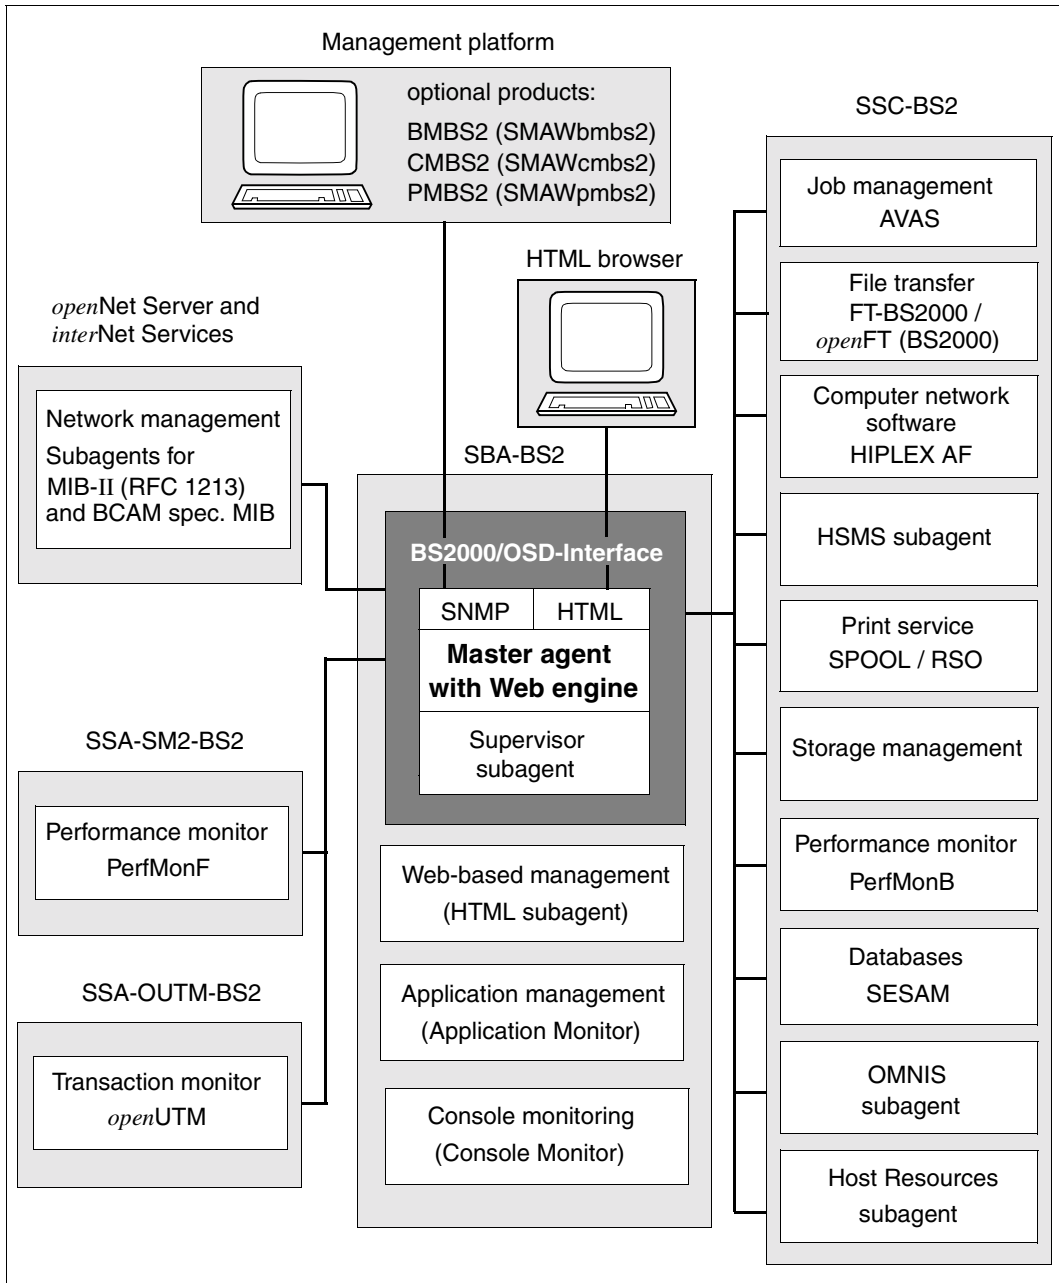 Management platform
optional products:
BMBS2 (SMAWbmbs2)
CMBS2 (SMAWcmbs2)
PMBS2 (SMAWpmbs2)
HTML browser
openNet Server and
interNet Services
Network management
Subagents for
MIB-II (RFC 1213)
and BCAM spec. MIB
SSA-SM2-BS2
Performance monitor
PerfMonF
SSA-OUTM-BS2
Transaction monitor
openUTM
SBA-BS2
BS2000/OSD-Interface
SNMP
HTML
Master agent
with Web engine
Supervisor
subagent
Web-based management
(HTML subagent)
Application management
(Application Monitor)
Console monitoring
(Console Monitor)
SSC-BS2
Job management
AVAS
File transfer
FT-BS2000 /
openFT (BS2000)
Computer network
software
HIPLEX AF
HSMS subagent
Print service
SPOOL / RSO
Storage management
Performance monitor
PerfMonB
Databases
SESAM
OMNIS
subagent
Host Resources
subagent